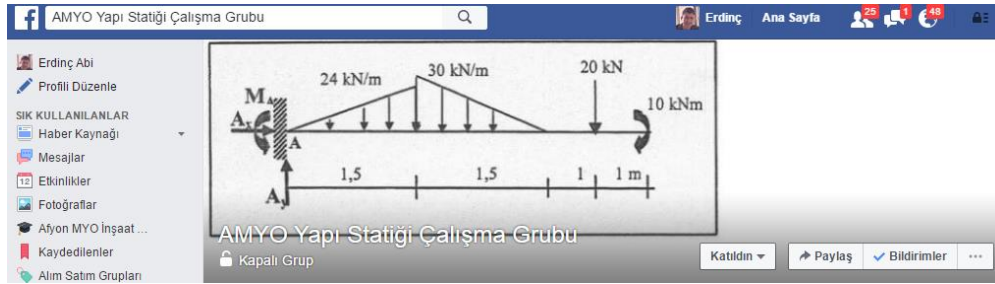 f AMYO Yapı Statiği Çalışma Grubu
Erdinç Ana Sayfa 25 1 48
Erdinç Abi
Profili Düzenle
SIK KULLANILANLAR
Haber Kaynağı
Mesajlar
12 Etkinlikler
Fotoğraflar
Afyon MYO İnşaat ...
Kaydedilenler
Alım Satım Grupları
24 kN/m
30 kN/m
20 kN
10 kNm
MA
Ax
A
1,5 1,5 1 1 m
Ay
AMYO Yapı Statiği Çalışma Grubu
Kapalı Grup
Katıldın
Paylaş
Bildirimler